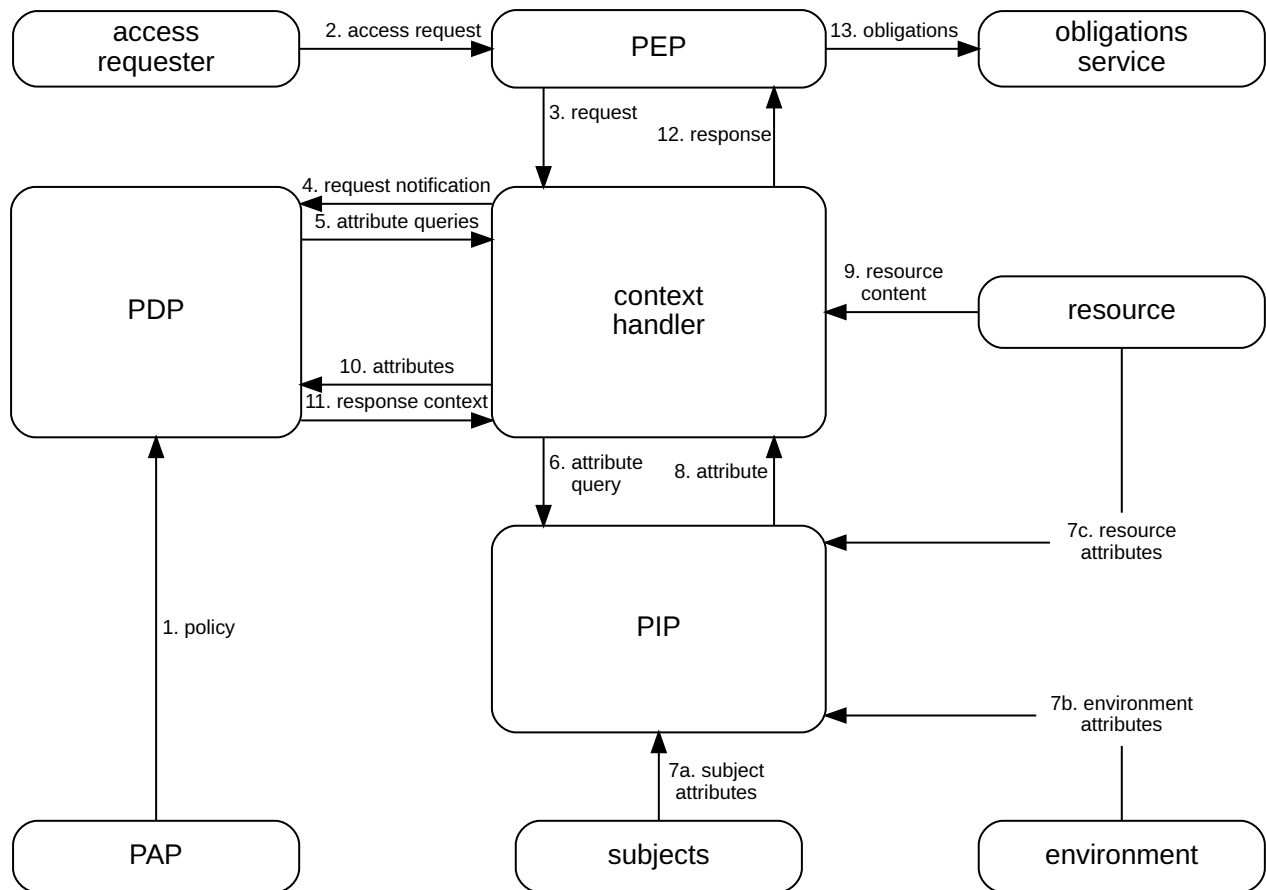 access
requester
2. access request
PEP
13. obligations
obligations
service
3. request
12. response
4. request notification
5. attribute queries
PDP
context
handler
9. resource
content
resource
10. attributes
11. response context
6. attribute
query
8. attribute
7c. resource
attributes
1. policy
PIP
7b. environment
attributes
7a. subject
attributes
PAP
subjects
environment